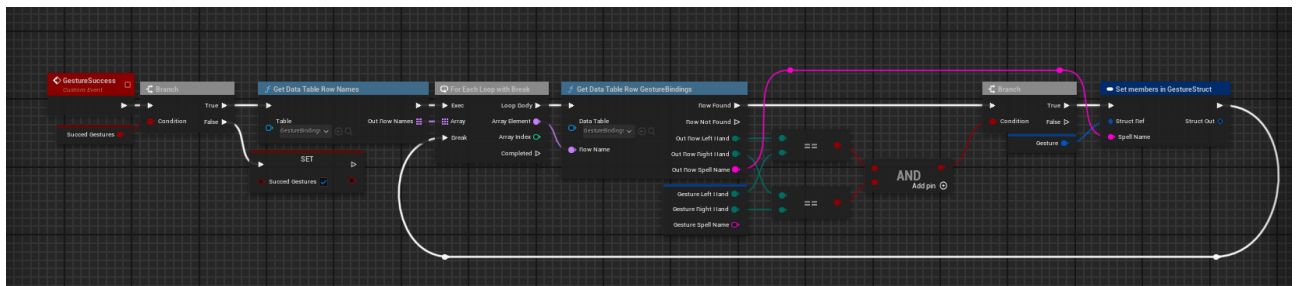 GestureSuccess
Custom Event
Succed Gestures
Branch
Condition
True
False
SET
Succed Gestures
Get Data Table Row Names
Table
GestureBindings
Out Row Names
For Each Loop with Break
Exec
Array
Break
Loop Body
Array Element
Array Index
Completed
Get Data Table Row GestureBindings
Data Table
GestureBindings
Row Name
Row Found
Row Not Found
Out Row Left Hand
Out Row Right Hand
Out Row Spell Name
Gesture Left Hand
Gesture Right Hand
Gesture Spell Name
==
==
AND
Add pin
Branch
Condition
True
False
Gesture
Set members in GestureStruct
Struct Ref
Spell Name
Struct Out